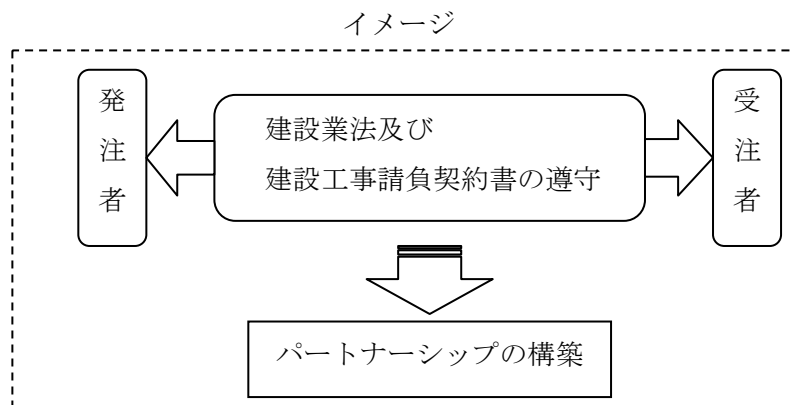 イメージ
発注者
建設業法及び
建設工事請負契約書の遵守
受注者
パートナーシップの構築